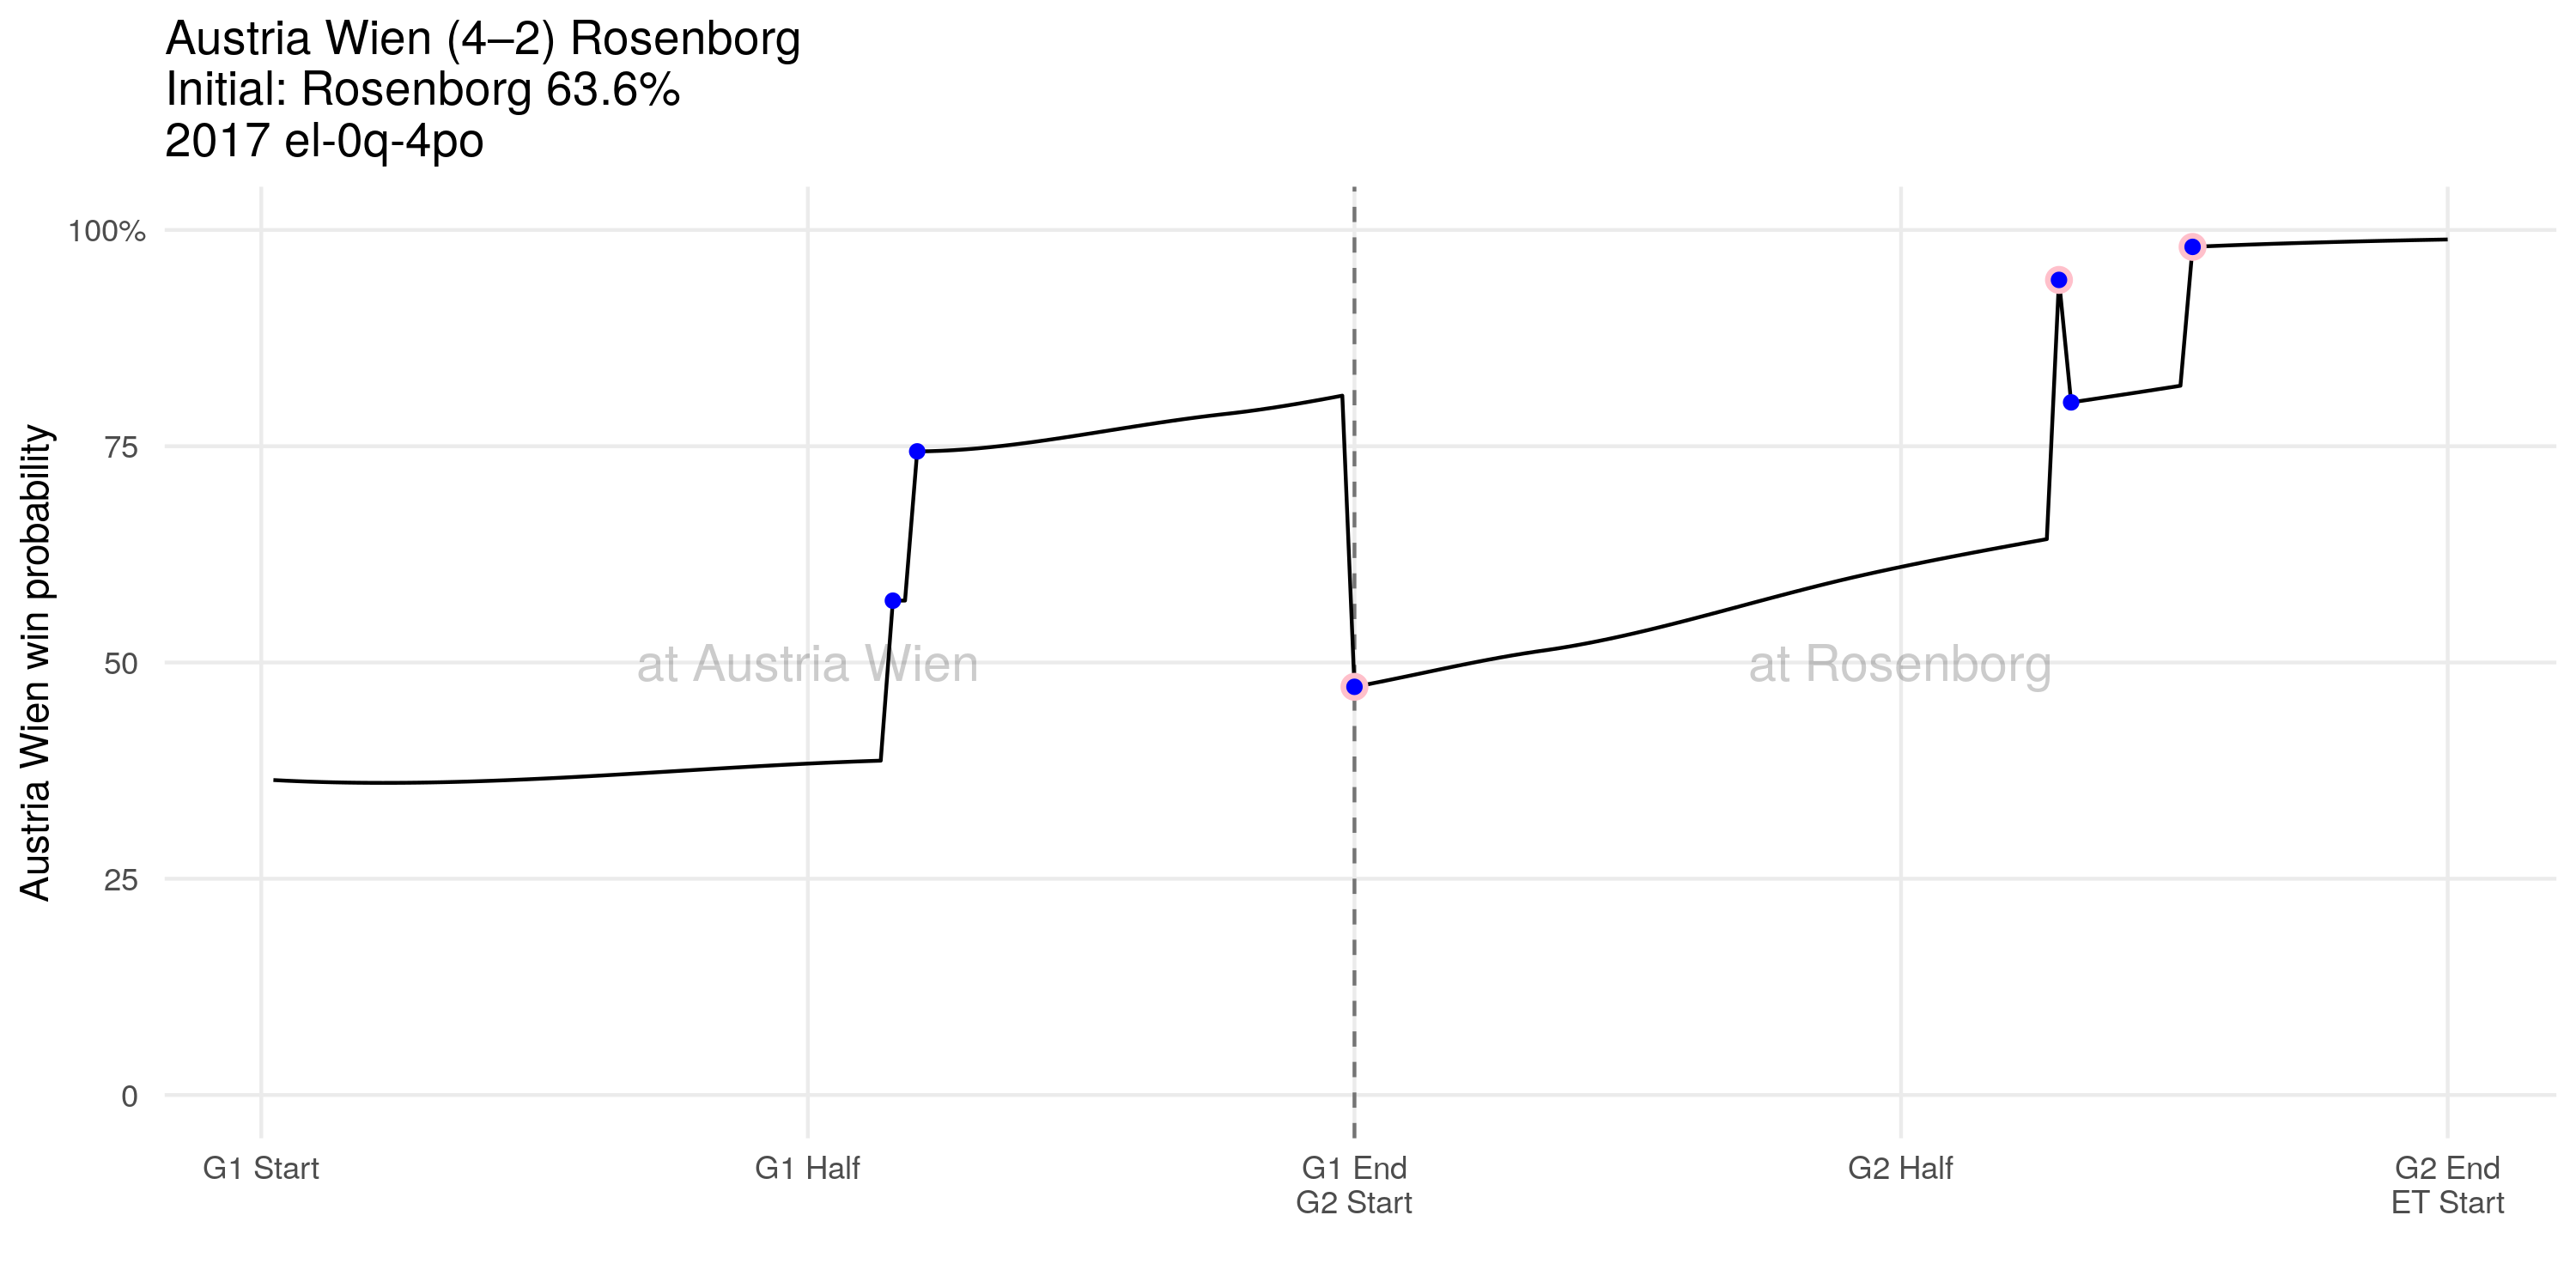 Austria Wien (4–2) Rosenborg
Initial: Rosenborg 63.6%
2017 el-0q-4po
Austria Wien win probability
100%
75
50
25
0
at Austria Wien
at Rosenborg
G1 Start
G1 Half
G1 End
G2 Start
G2 Half
G2 End
ET Start